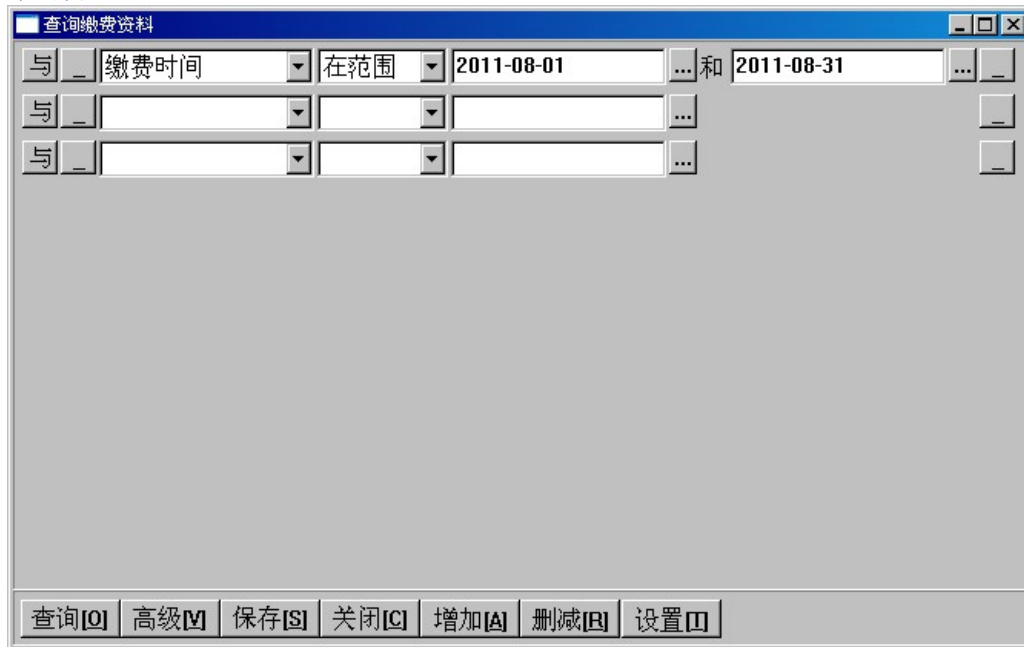 查询缴费资料
与 _ 缴费时间 在范围 2011-08-01 ... 和 2011-08-31 ... _
与 _ ... _
与 _ ... _
查询[O] 高级[V] 保存[S] 关闭[C] 增加[A] 删减[R] 设置[T]